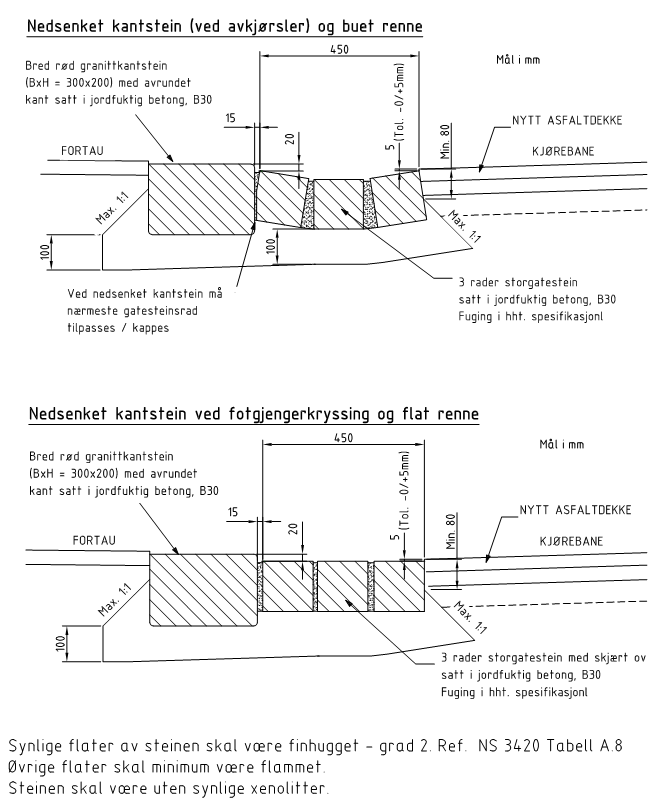 Nedsenket kantstein (ved avkjørsler) og buet renne
450
Mål i mm
Bred rød granittkantstein
(BxH = 300x200) med avrundet
kant satt i jordfuktig betong, B30
15
20
5 (Tol. -0/+5mm)
Min. 80
NYTT ASFALTDEKKE
FORTAU
KJØREBANE
Max. 1:1
Max. 1:1
100
100
3 rader storgatestein
satt i jordfuktig betong, B30
Fuging i hht. spesifikasjonl
Ved nedsenket kantstein må
nærmeste gatesteinsrad
tilpasses / kappes
Nedsenket kantstein ved fotgjengerkryssing og flat renne
450
Mål i mm
Bred rød granittkantstein
(BxH = 300x200) med avrundet
kant satt i jordfuktig betong, B30
15
20
5 (Tol. -0/+5mm)
Min. 80
NYTT ASFALTDEKKE
FORTAU
KJØREBANE
Max. 1:1
Max. 1:1
100
3 rader storgatestein med skjært ov
satt i jordfuktig betong, B30
Fuging i hht. spesifikasjonl
Synlige flater av steinen skal være finhugget - grad 2. Ref. NS 3420 Tabell A.8
Øvrige flater skal minimum være flammet.
Steinen skal være uten synlige xenolitter.